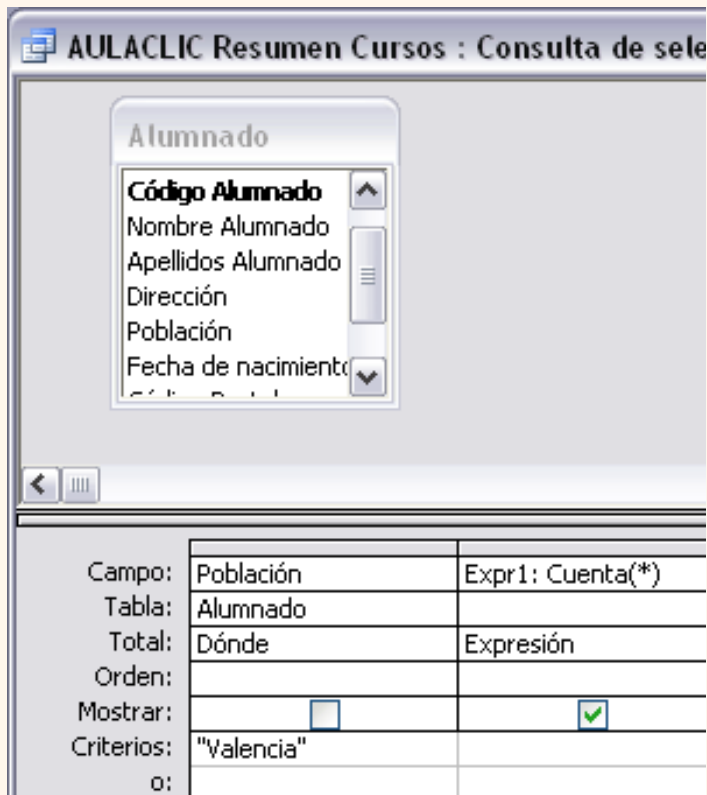 AULACLIC Resumen Cursos : Consulta de sele
Alumnado
Código Alumnado
Nombre Alumnado
Apellidos Alumnado
Dirección
Población
Fecha de nacimiento
Campo: Población Expr1: Cuenta(*)
Tabla: Alumnado
Total: Dónde Expresión
Orden:
Mostrar:
Criterios: "Valencia"
o: